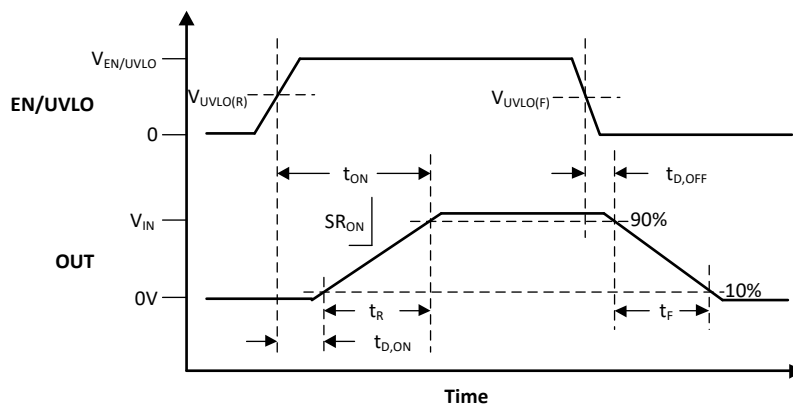 V_EN/UVLO
V_UVLO(R)
V_UVLO(F)
EN/UVLO
0
t_ON
t_D,OFF
V_IN
SR_ON
90%
OUT
0V
10%
t_R
t_F
t_D,ON
Time